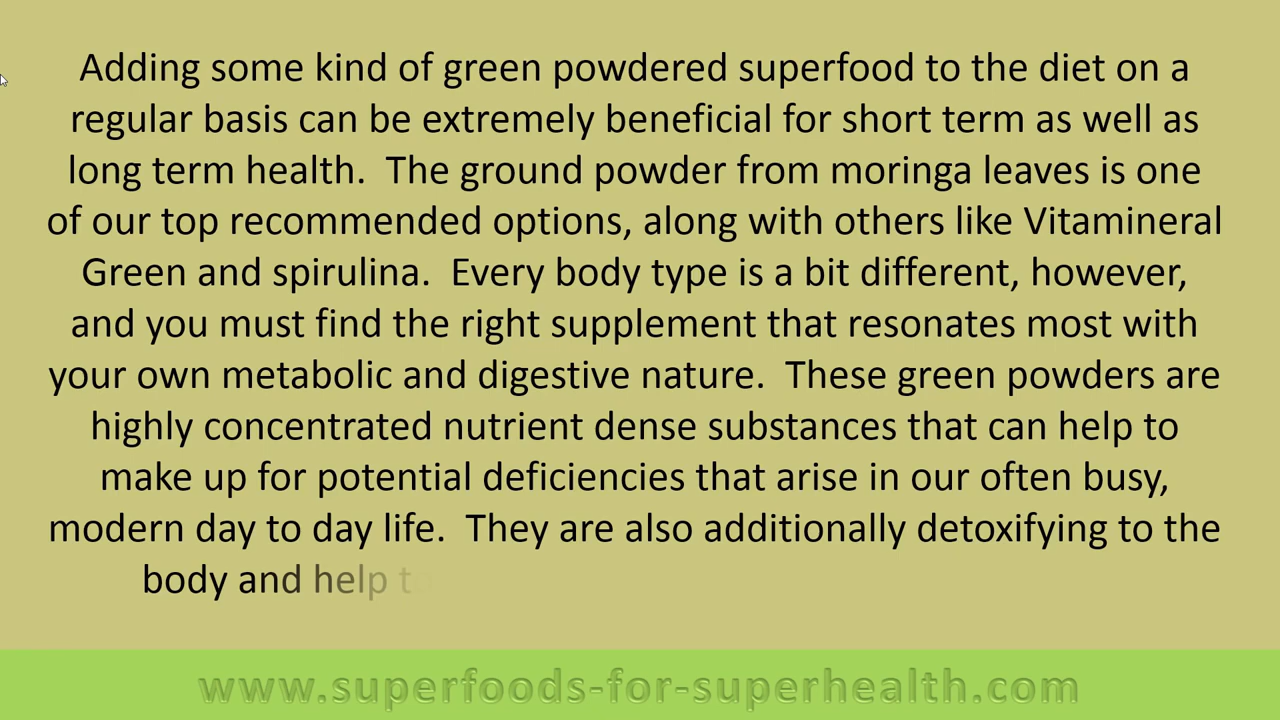 Adding some kind of green powdered superfood to the diet on a
regular basis can be extremely beneficial for short term as well as
long term health.  The ground powder from moringa leaves is one
of our top recommended options, along with others like Vitamineral
Green and spirulina.  Every body type is a bit different, however,
and you must find the right supplement that resonates most with
your own metabolic and digestive nature.  These green powders are
highly concentrated nutrient dense substances that can help to
make up for potential deficiencies that arise in our often busy,
modern day to day life.  They are also additionally detoxifying to the
body and help
www.superfoods-for-superhealth.com